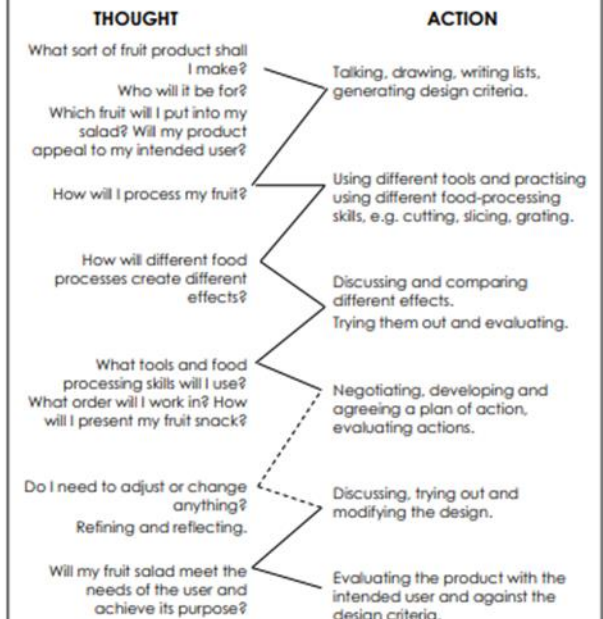 THOUGHT
ACTION
What sort of fruit product shall
I make?
Who will it be for?
Which fruit will I put into my
salad? Will my product
appeal to my intended user?
Talking, drawing, writing lists,
generating design criteria.
How will I process my fruit?
Using different tools and practising
using different food-processing
skills, e.g. cutting, slicing, grating.
How will different food
processes create different
effects?
Discussing and comparing
different effects.
Trying them out and evaluating.
What tools and food
processing skills will I use?
What order will I work in? How
will I present my fruit snack?
Negotiating, developing and
agreeing a plan of action,
evaluating actions.
Do I need to adjust or change
anything?
Refining and reflecting.
Discussing, trying out and
modifying the design.
Will my fruit salad meet the
needs of the user and
achieve its purpose?
Evaluating the product with the
intended user and against the
design criteria.